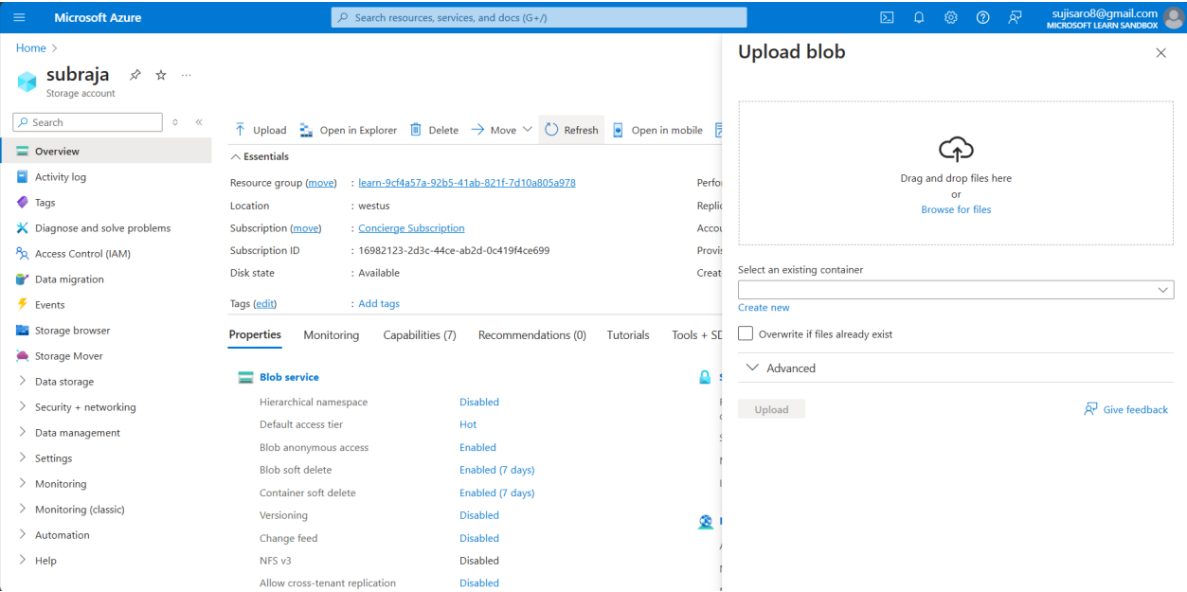 Microsoft Azure
Search resources, services, and docs (G+/)
sujisaro8@gmail.com
MICROSOFT LEARN SANDBOX
Home >
subraja
Storage account
Search
Overview
Activity log
Tags
Diagnose and solve problems
Access Control (IAM)
Data migration
Events
Storage browser
Storage Mover
Data storage
Security + networking
Data management
Settings
Monitoring
Monitoring (classic)
Automation
Help
Upload Open in Explorer Delete Move Refresh Open in mobile
Essentials
Resource group (move) : learn-9cf4a57a-92b5-41ab-821f-7d10a805a978
Location : westus
Subscription (move) : Concierge Subscription
Subscription ID : 16982123-2d3c-44ce-ab2d-0c419f4ce699
Disk state : Available
Tags (edit) : Add tags
Perfo
Replic
Accou
Provis
Creat
Properties Monitoring Capabilities (7) Recommendations (0) Tutorials Tools + SD
Blob service
Hierarchical namespace Disabled
Default access tier Hot
Blob anonymous access Enabled
Blob soft delete Enabled (7 days)
Container soft delete Enabled (7 days)
Versioning Disabled
Change feed Disabled
NFS v3 Disabled
Allow cross-tenant replication Disabled
Upload blob
Drag and drop files here
or
Browse for files
Select an existing container
Create new
Overwrite if files already exist
Advanced
Upload
Give feedback